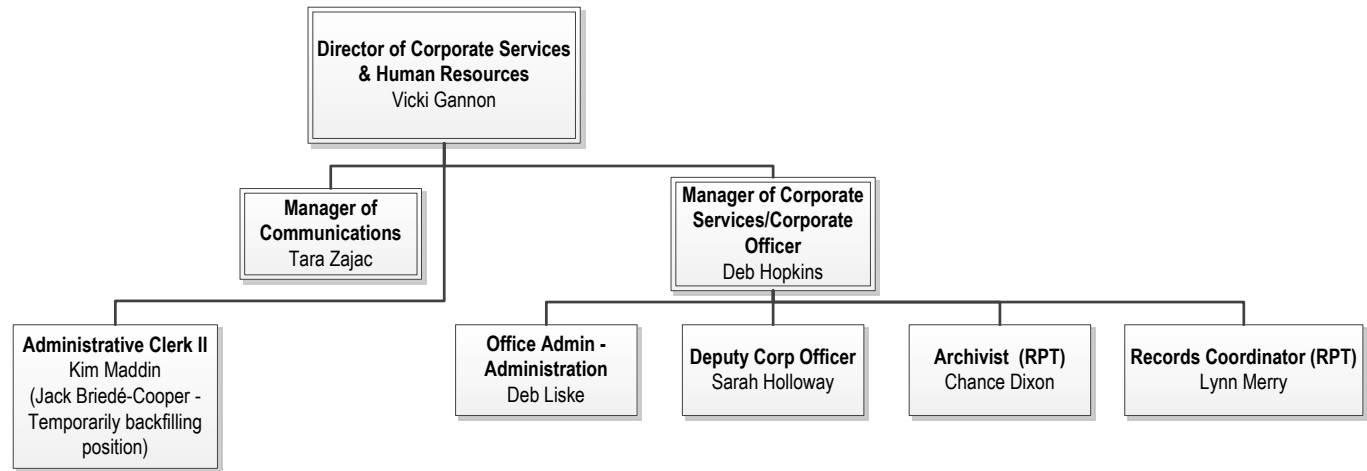 Director of Corporate Services
& Human Resources
Vicki Gannon
Manager of
Communications
Tara Zajac
Manager of Corporate
Services/Corporate
Officer
Deb Hopkins
Administrative Clerk II
Kim Maddin
(Jack Briedé-Cooper -
Temporarily backfilling
position)
Office Admin -
Administration
Deb Liske
Deputy Corp Officer
Sarah Holloway
Archivist (RPT)
Chance Dixon
Records Coordinator (RPT)
Lynn Merry